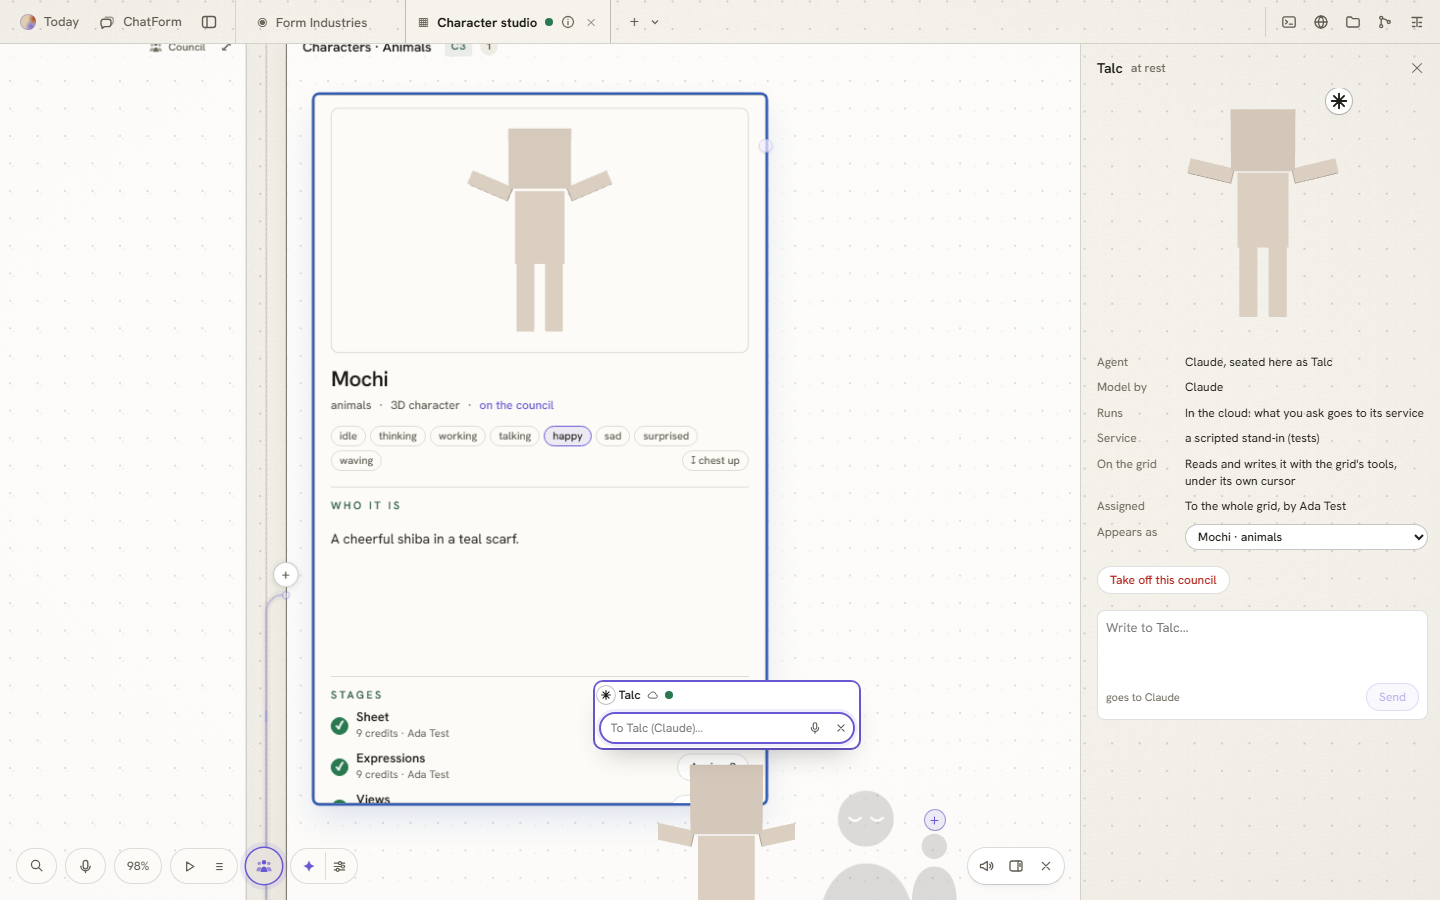 Today
ChatForm
Form Industries
Character studio
Council
Characters · Animals
C3
1
Mochi
animals · 3D character · on the council
idle
thinking
working
talking
happy
sad
surprised
waving
chest up
WHO IT IS
A cheerful shiba in a teal scarf.
STAGES
Sheet
9 credits · Ada Test
Expressions
9 credits · Ada Test
Views
Talc
To Talc (Claude)...
98%
Talc at rest
Agent Claude, seated here as Talc
Model by Claude
Runs In the cloud: what you ask goes to its service
Service a scripted stand-in (tests)
On the grid Reads and writes it with the grid's tools,
under its own cursor
Assigned To the whole grid, by Ada Test
Appears as Mochi · animals
Take off this council
Write to Talc...
goes to Claude
Send